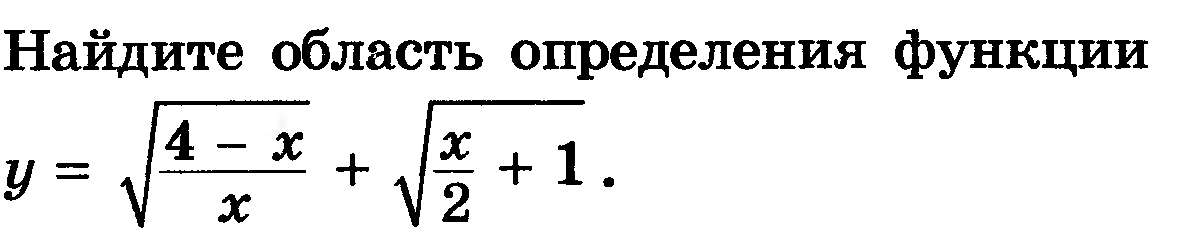 Найдите область определения функции
y = √((4 − x)/x) + √(x/2 + 1).